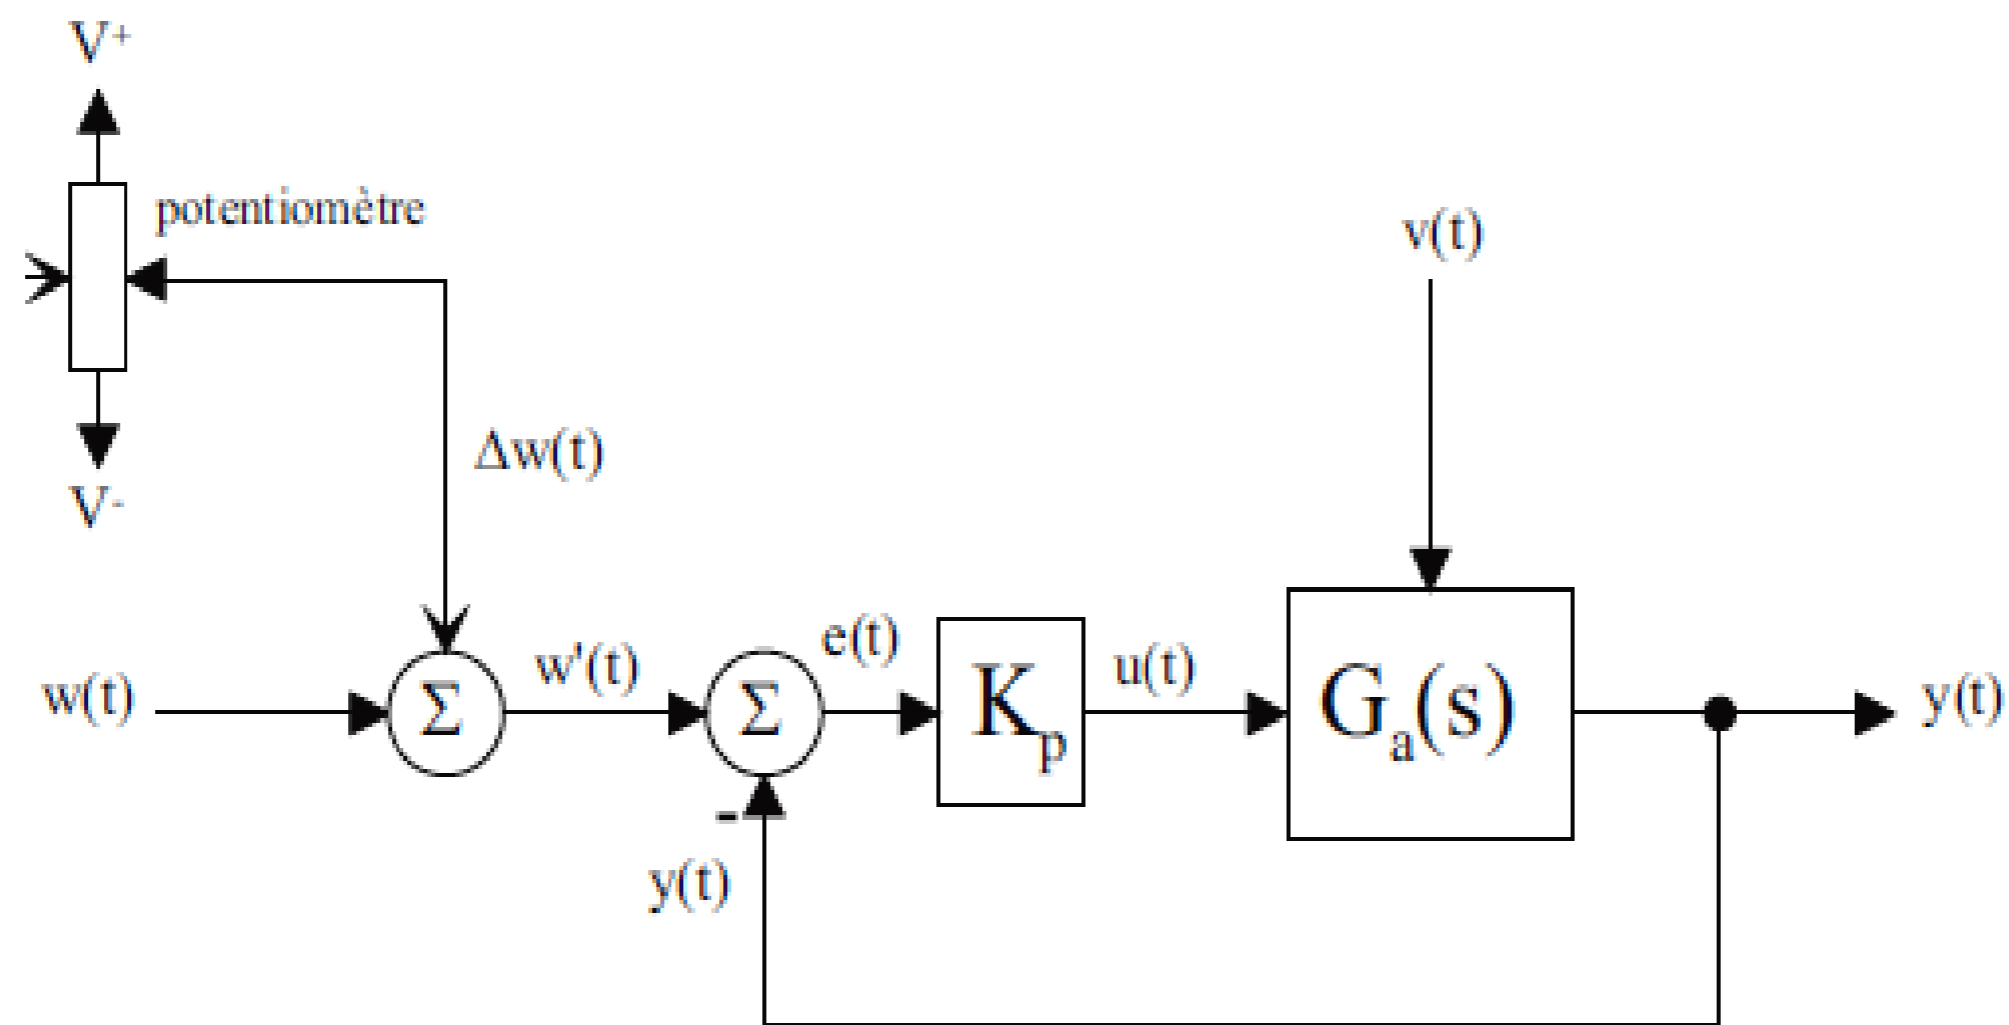 V⁺
potentiomètre
v(t)
Δw(t)
V⁻
w(t)
Σ
w'(t)
Σ
e(t)
Kₚ
u(t)
Gₐ(s)
y(t)
-
y(t)